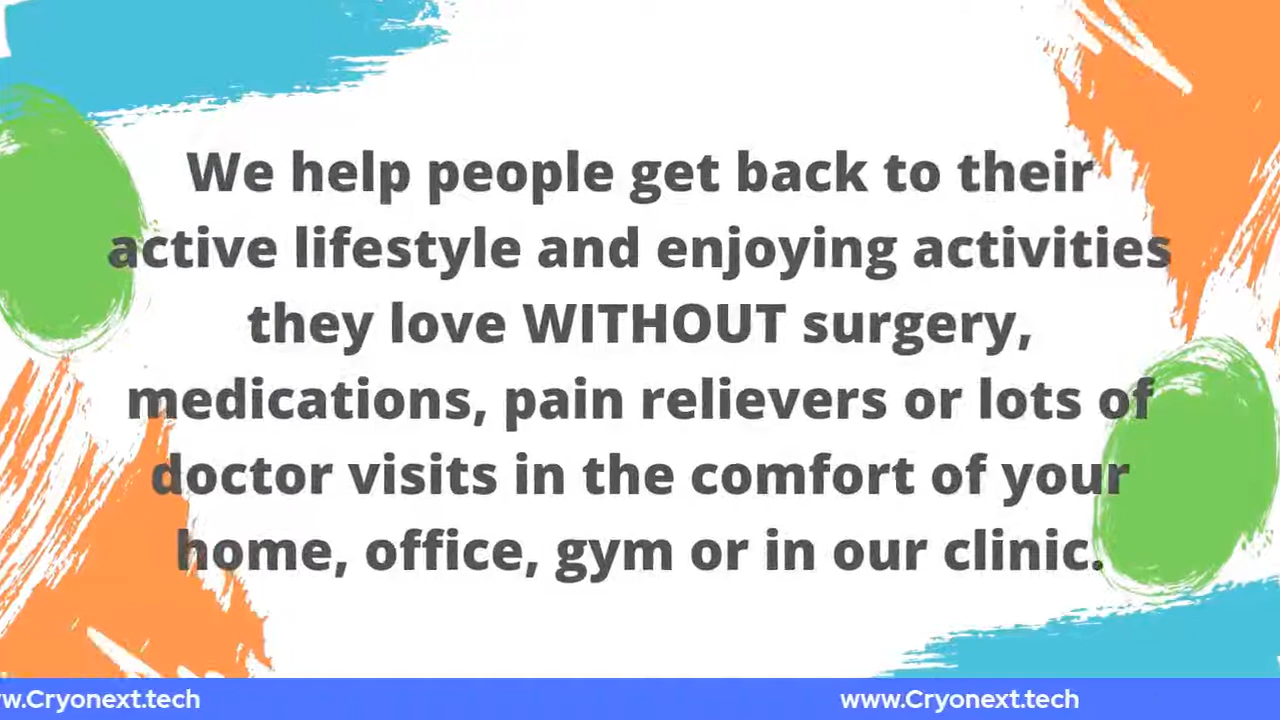 We help people get back to their
active lifestyle and enjoying activities
they love WITHOUT surgery,
medications, pain relievers or lots of
doctor visits in the comfort of your
home, office, gym or in our clinic.
w.Cryonext.tech www.Cryonext.tech